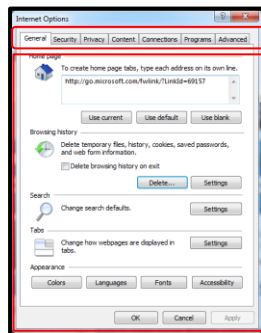 Internet Options
General Security Privacy Content Connections Programs Advanced
Home page
To create home page tabs, type each address on its own line.
http://go.microsoft.com/fwlink/?LinkId=69157
Use current Use default Use blank
Browsing history
Delete temporary files, history, cookies, saved passwords,
and web form information.
Delete browsing history on exit
Delete... Settings
Search
Change search defaults.
Settings
Tabs
Change how webpages are displayed in
tabs.
Settings
Appearance
Colors Languages Fonts Accessibility
OK Cancel Apply